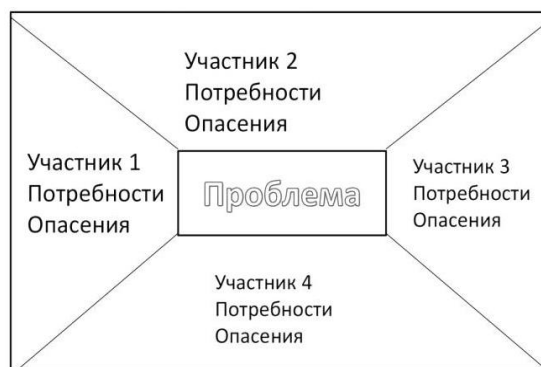 Участник 2
Потребности
Опасения
Участник 1
Потребности
Опасения
Проблема
Участник 3
Потребности
Опасения
Участник 4
Потребности
Опасения